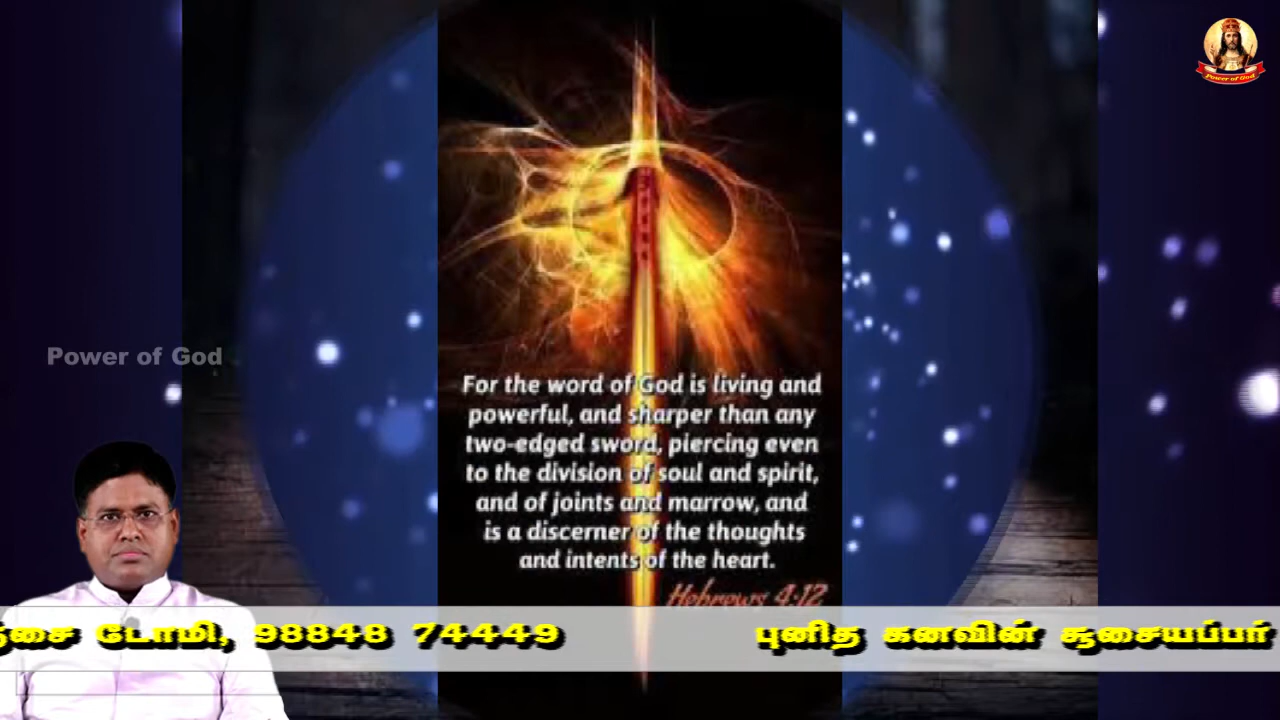 Power of God
Power of God
For the word of God is living and
powerful, and sharper than any
two-edged sword, piercing even
to the division of soul and spirit,
and of joints and marrow, and
is a discerner of the thoughts
and intents of the heart.
Hebrews 4:12
டோமி, 98848 74449 புனித கனவின் சூசையப்பர்